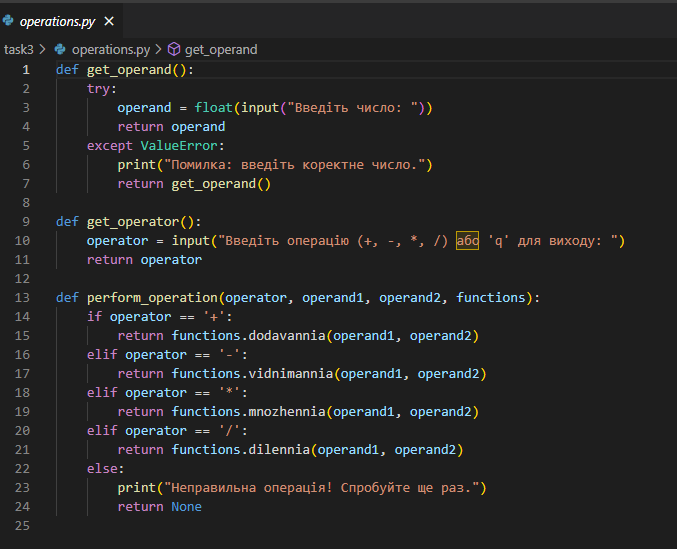 operations.py ×
task3 > operations.py > get_operand
1 def get_operand():
2     try:
3         operand = float(input("Введіть число: "))
4         return operand
5     except ValueError:
6         print("Помилка: введіть коректне число.")
7         return get_operand()
8
9 def get_operator():
10     operator = input("Введіть операцію (+, -, *, /) або 'q' для виходу: ")
11     return operator
12
13 def perform_operation(operator, operand1, operand2, functions):
14     if operator == '+':
15         return functions.dodavannia(operand1, operand2)
16     elif operator == '-':
17         return functions.vidnimannia(operand1, operand2)
18     elif operator == '*':
19         return functions.mnozhennia(operand1, operand2)
20     elif operator == '/':
21         return functions.dilennia(operand1, operand2)
22     else:
23         print("Неправильна операція! Спробуйте ще раз.")
24         return None
25